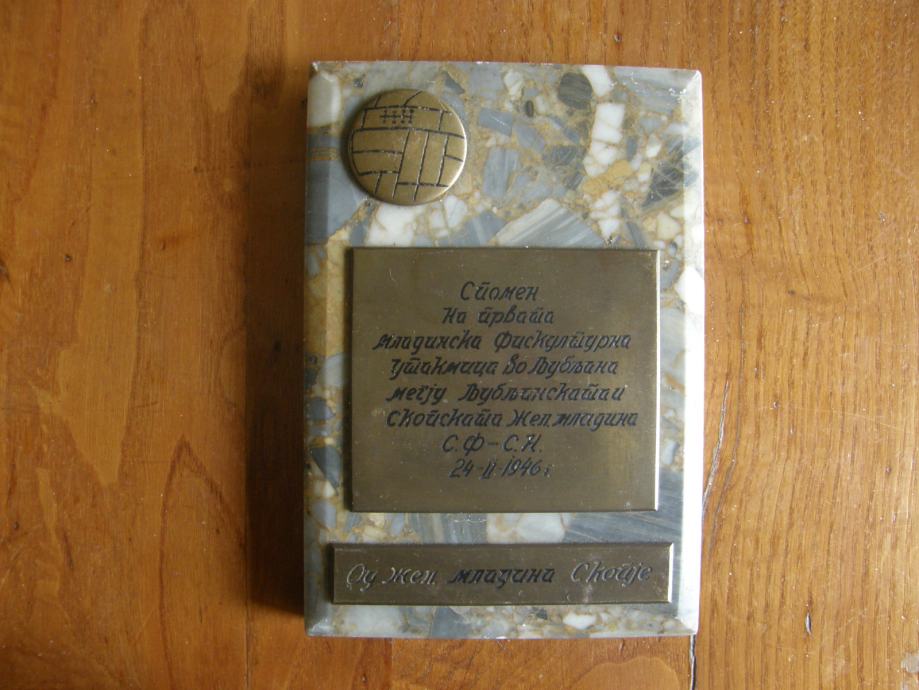 Спомен
на првата
младинска Фискултурна
утакмица во Љубљана
меѓју Љубљанската и
скопската Жел. младина
С.Ф – С.Н.
24-II-1946 г
Од Жел. младина Скопје